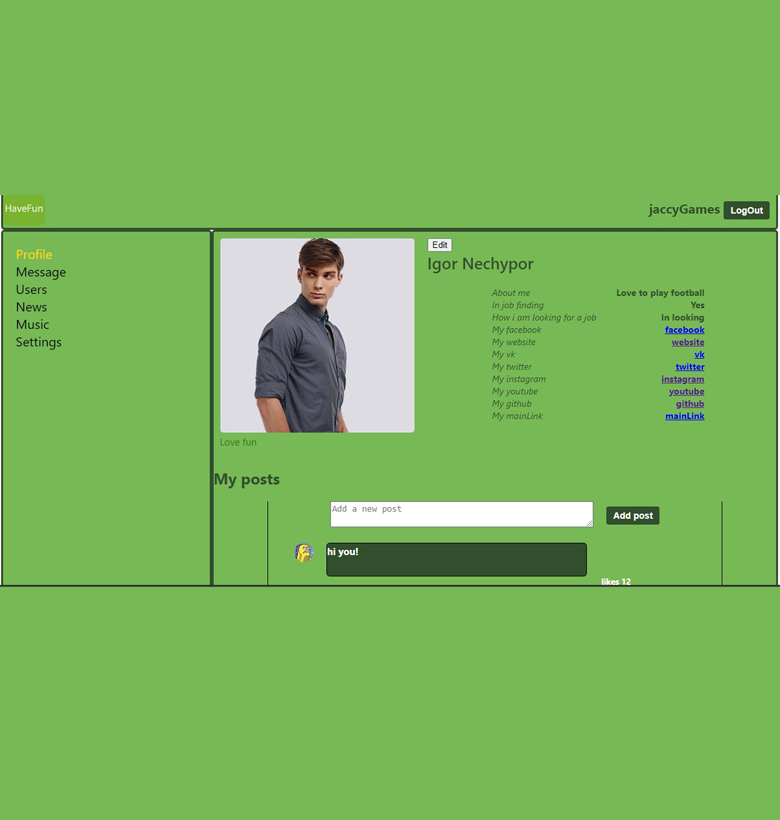 HaveFun
jaccyGames LogOut
Profile
Message
Users
News
Music
Settings
Edit
Igor Nechypor
About me Love to play football
In job finding Yes
How i am looking for a job In looking
My facebook facebook
My website website
My vk vk
My twitter twitter
My instagram instagram
My youtube youtube
My github github
My mainLink mainLink
Love fun
My posts
Add a new post Add post
hi you!
likes 12